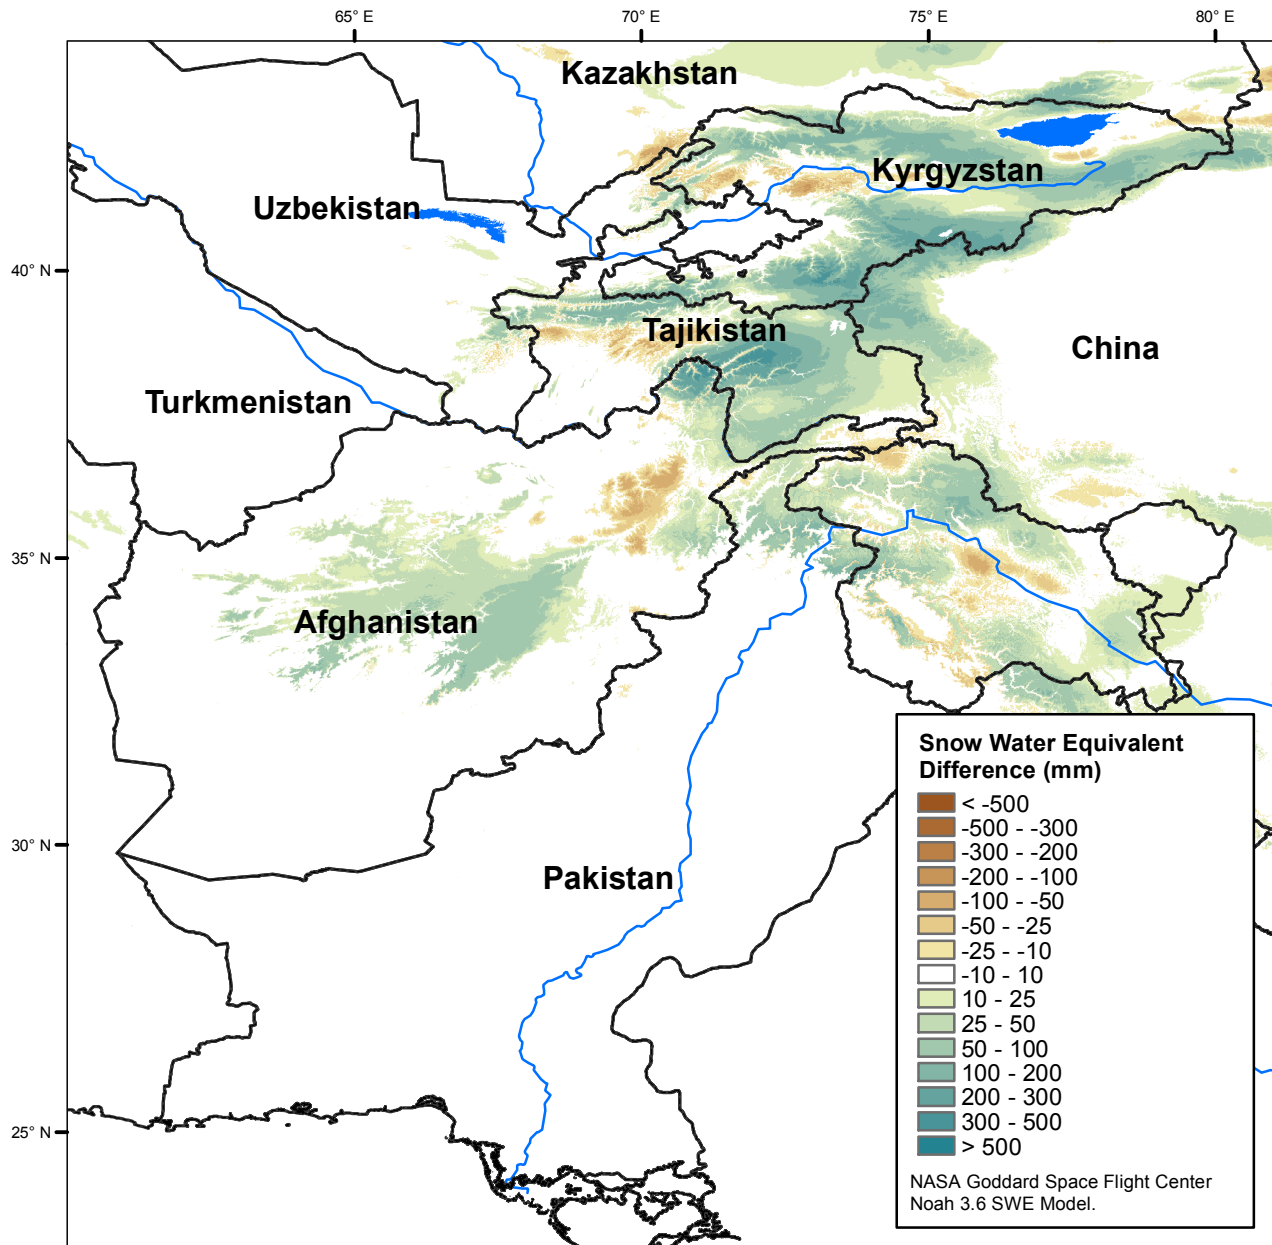 65° E
70° E
75° E
80° E
Kazakhstan
Kyrgyzstan
Uzbekistan
40° N
Tajikistan
China
Turkmenistan
35° N
Afghanistan
30° N
Pakistan
25° N
Snow Water Equivalent
Difference (mm)
< -500
-500 - -300
-300 - -200
-200 - -100
-100 - -50
-50 - -25
-25 - -10
-10 - 10
10 - 25
25 - 50
50 - 100
100 - 200
200 - 300
300 - 500
> 500
NASA Goddard Space Flight Center
Noah 3.6 SWE Model.